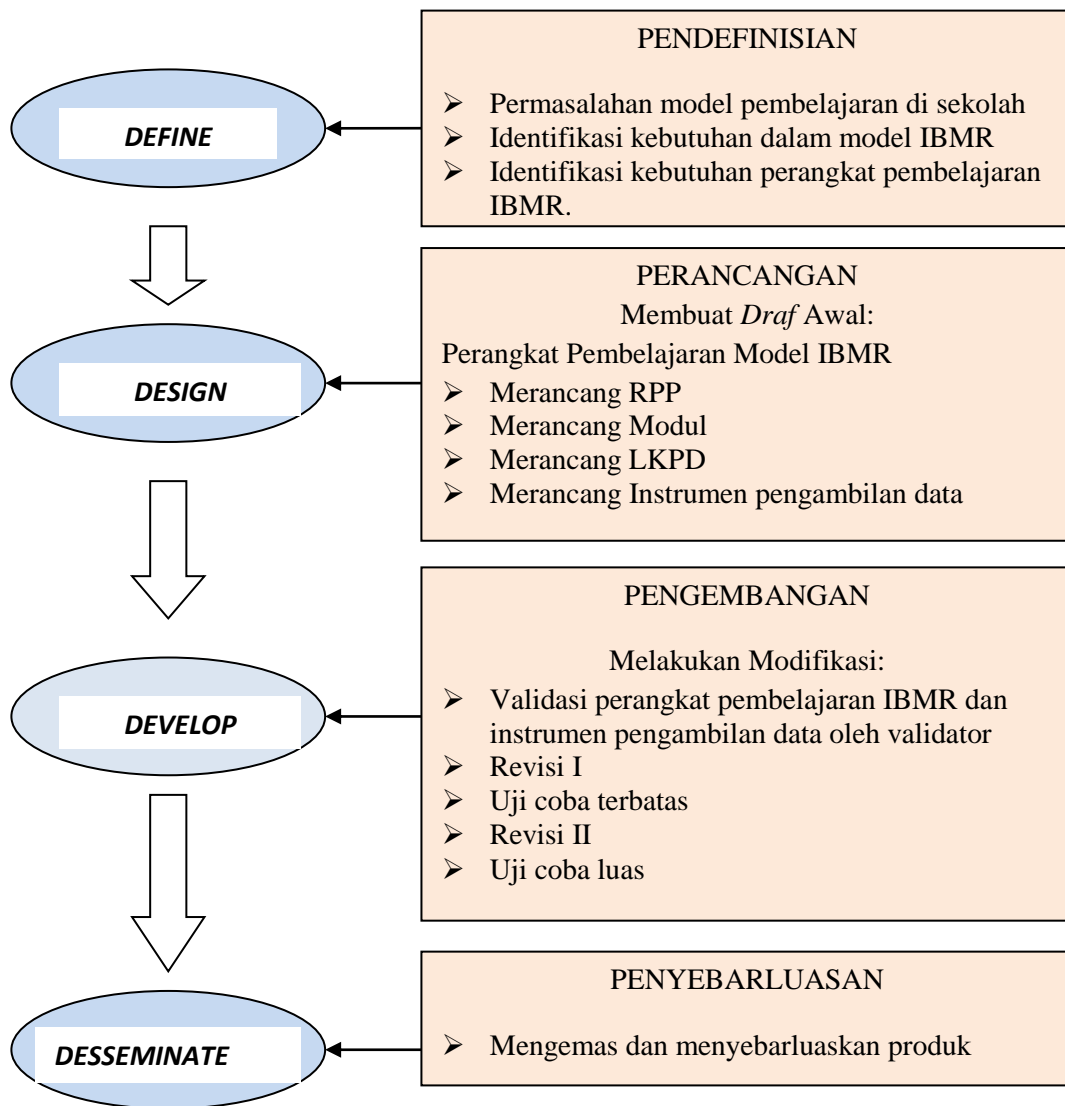 DEFINE
PENDEFINISIAN
➢ Permasalahan model pembelajaran di sekolah
➢ Identifikasi kebutuhan dalam model IBMR
➢ Identifikasi kebutuhan perangkat pembelajaran
IBMR.
DESIGN
PERANCANGAN
Membuat Draf Awal:
Perangkat Pembelajaran Model IBMR
➢ Merancang RPP
➢ Merancang Modul
➢ Merancang LKPD
➢ Merancang Instrumen pengambilan data
DEVELOP
PENGEMBANGAN
Melakukan Modifikasi:
➢ Validasi perangkat pembelajaran IBMR dan
instrumen pengambilan data oleh validator
➢ Revisi I
➢ Uji coba terbatas
➢ Revisi II
➢ Uji coba luas
DESSEMINATE
PENYEBARLUASAN
➢ Mengemas dan menyebarluaskan produk